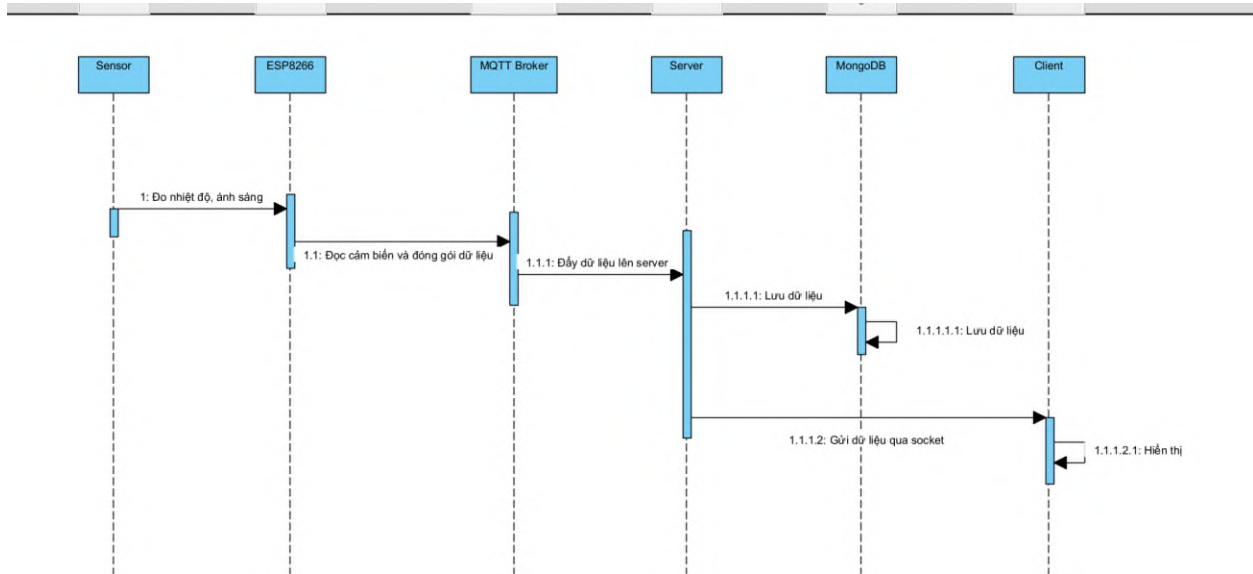 Sensor
ESP8266
MQTT Broker
Server
MongoDB
Client
1: Đo nhiệt độ, ánh sáng
1.1: Đọc cảm biến và đóng gói dữ liệu
1.1.1: Đẩy dữ liệu lên server
1.1.1.1: Lưu dữ liệu
1.1.1.1.1: Lưu dữ liệu
1.1.1.2: Gửi dữ liệu qua socket
1.1.1.2.1: Hiển thị